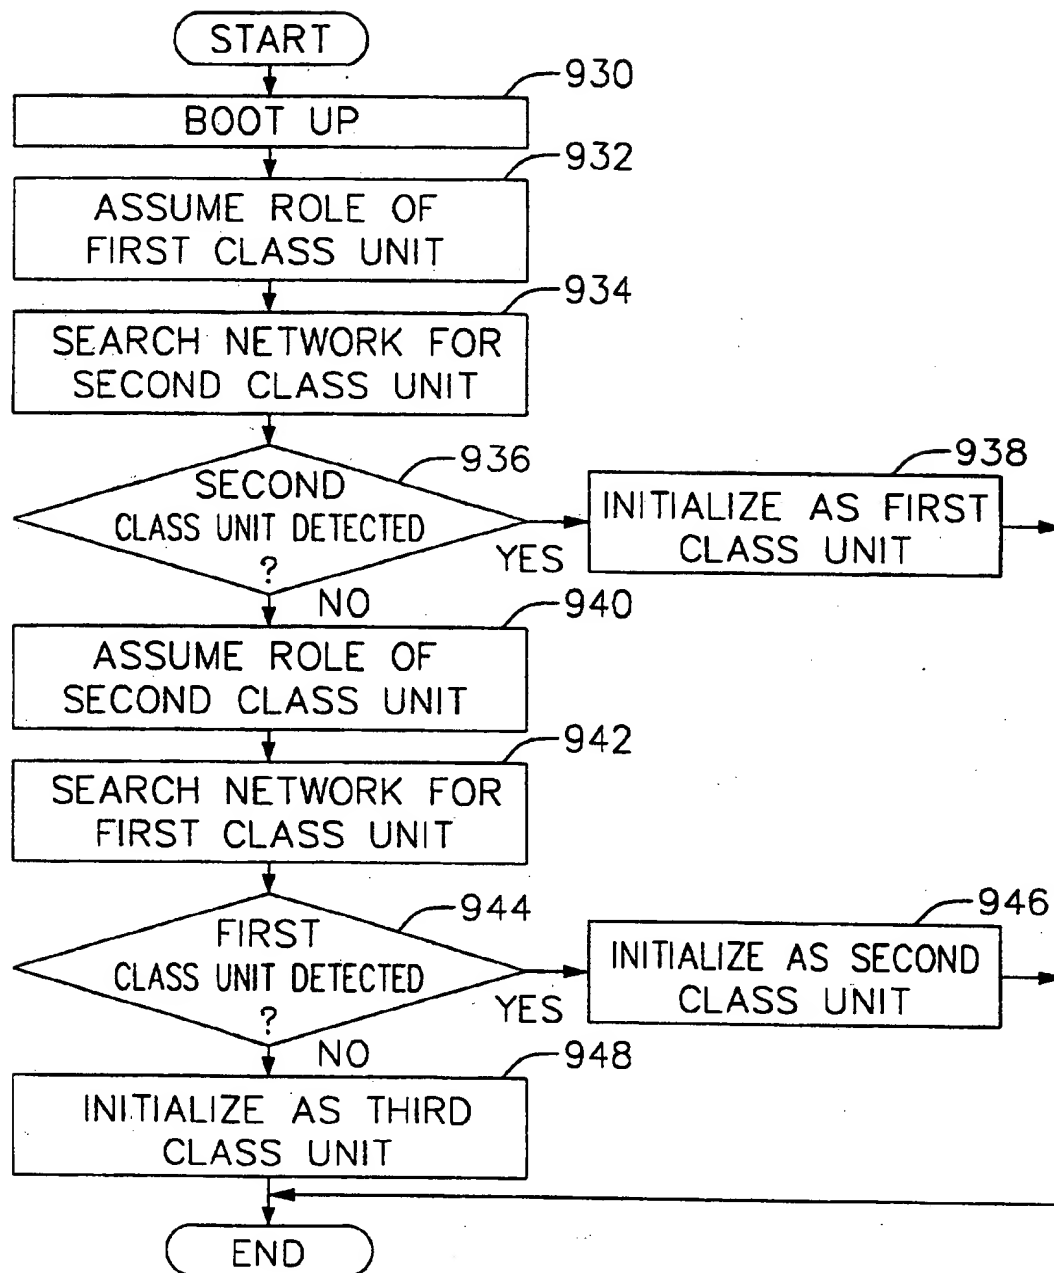 START
930
BOOT UP
932
ASSUME ROLE OF
FIRST CLASS UNIT
934
SEARCH NETWORK FOR
SECOND CLASS UNIT
936
SECOND
CLASS UNIT DETECTED
?
YES
NO
938
INITIALIZE AS FIRST
CLASS UNIT
940
ASSUME ROLE OF
SECOND CLASS UNIT
942
SEARCH NETWORK FOR
FIRST CLASS UNIT
944
FIRST
CLASS UNIT DETECTED
?
YES
NO
946
INITIALIZE AS SECOND
CLASS UNIT
948
INITIALIZE AS THIRD
CLASS UNIT
END